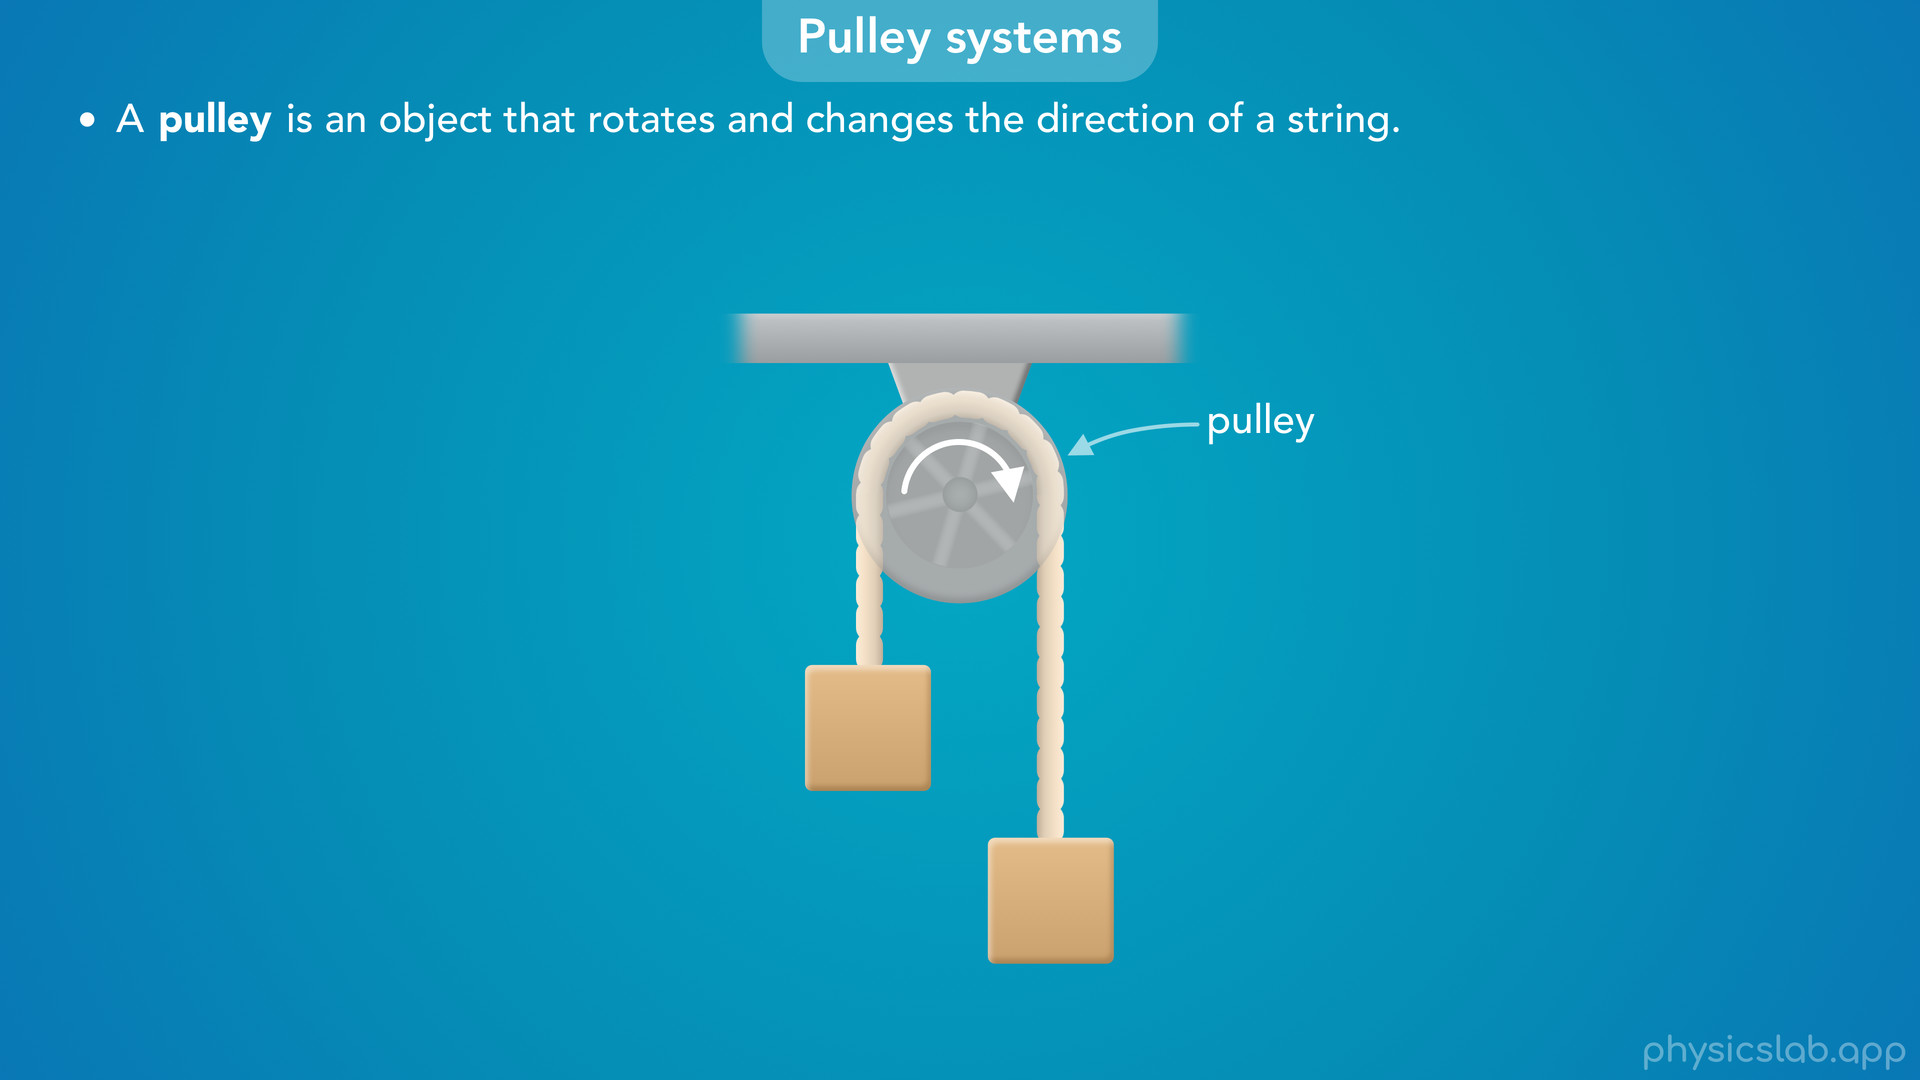 Pulley systems
• A pulley is an object that rotates and changes the direction of a string.
pulley
physicslab.app